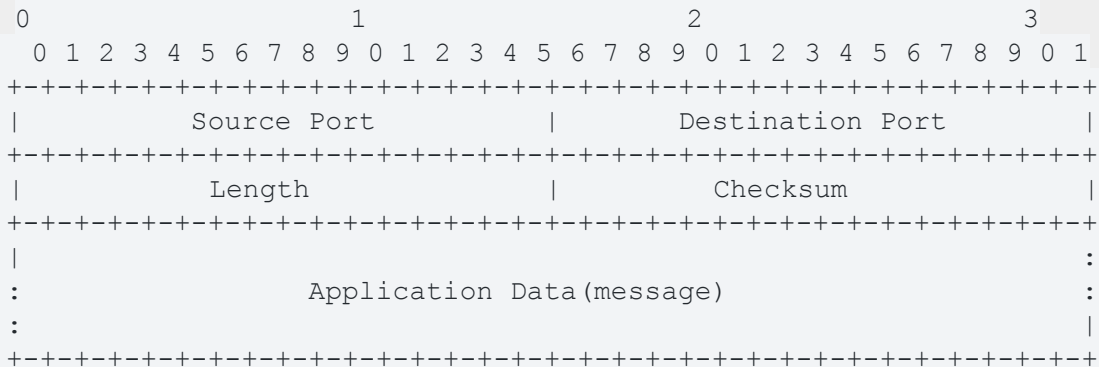 0                   1                   2                   3
 0 1 2 3 4 5 6 7 8 9 0 1 2 3 4 5 6 7 8 9 0 1 2 3 4 5 6 7 8 9 0 1
+-+-+-+-+-+-+-+-+-+-+-+-+-+-+-+-+-+-+-+-+-+-+-+-+-+-+-+-+-+-+-+-+
|          Source Port          |       Destination Port        |
+-+-+-+-+-+-+-+-+-+-+-+-+-+-+-+-+-+-+-+-+-+-+-+-+-+-+-+-+-+-+-+-+
|           Length              |         Checksum              |
+-+-+-+-+-+-+-+-+-+-+-+-+-+-+-+-+-+-+-+-+-+-+-+-+-+-+-+-+-+-+-+-+
|                                                               :
:                 Application Data(message)                     :
:                                                               |
+-+-+-+-+-+-+-+-+-+-+-+-+-+-+-+-+-+-+-+-+-+-+-+-+-+-+-+-+-+-+-+-+